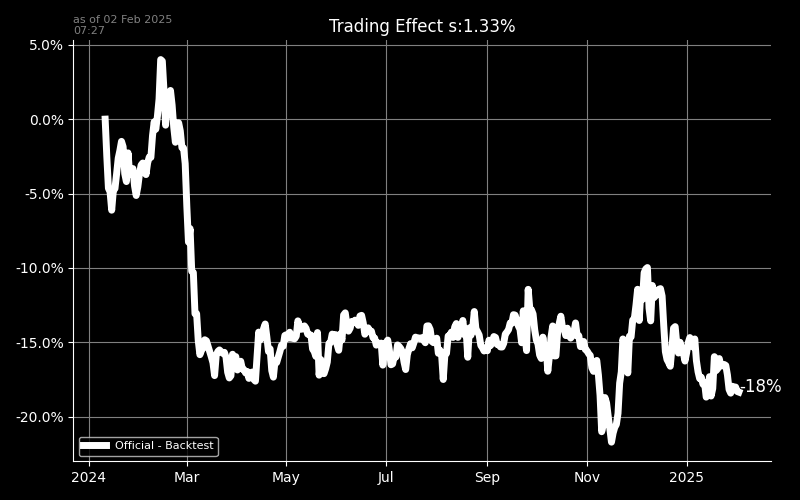 as of 02 Feb 2025
07:27
Trading Effect s:1.33%
5.0%
0.0%
-5.0%
-10.0%
-15.0%
-20.0%
-18%
Official - Backtest
2024 Mar May Jul Sep Nov 2025